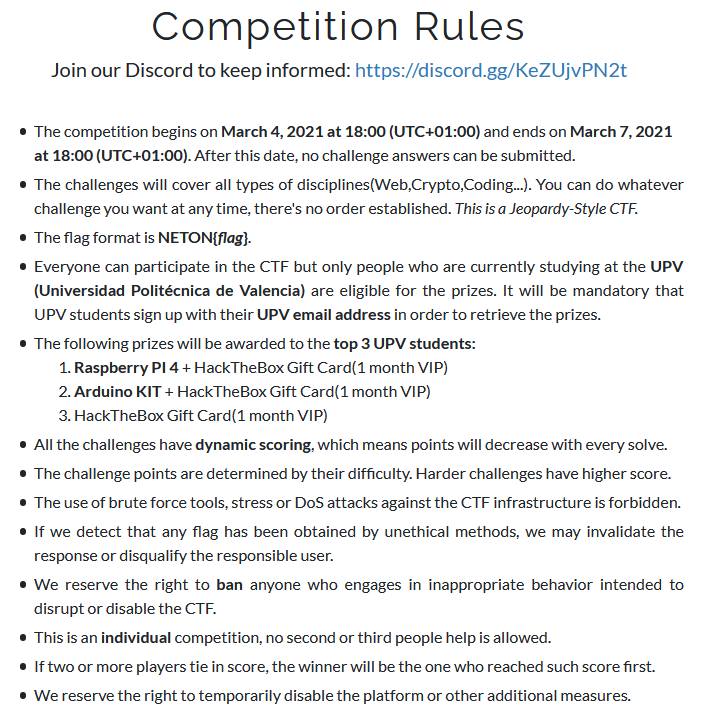 Competition Rules
Join our Discord to keep informed: https://discord.gg/KeZUjvPN2t
• The competition begins on March 4, 2021 at 18:00 (UTC+01:00) and ends on March 7, 2021
at 18:00 (UTC+01:00). After this date, no challenge answers can be submitted.
• The challenges will cover all types of disciplines(Web,Crypto,Coding...). You can do whatever
challenge you want at any time, there's no order established. This is a Jeopardy-Style CTF.
• The flag format is NETON{flag}.
• Everyone can participate in the CTF but only people who are currently studying at the UPV
(Universidad Politécnica de Valencia) are eligible for the prizes. It will be mandatory that
UPV students sign up with their UPV email address in order to retrieve the prizes.
• The following prizes will be awarded to the top 3 UPV students:
1. Raspberry PI 4 + HackTheBox Gift Card(1 month VIP)
2. Arduino KIT + HackTheBox Gift Card(1 month VIP)
3. HackTheBox Gift Card(1 month VIP)
• All the challenges have dynamic scoring, which means points will decrease with every solve.
• The challenge points are determined by their difficulty. Harder challenges have higher score.
• The use of brute force tools, stress or DoS attacks against the CTF infrastructure is forbidden.
• If we detect that any flag has been obtained by unethical methods, we may invalidate the
response or disqualify the responsible user.
• We reserve the right to ban anyone who engages in inappropriate behavior intended to
disrupt or disable the CTF.
• This is an individual competition, no second or third people help is allowed.
• If two or more players tie in score, the winner will be the one who reached such score first.
• We reserve the right to temporarily disable the platform or other additional measures.